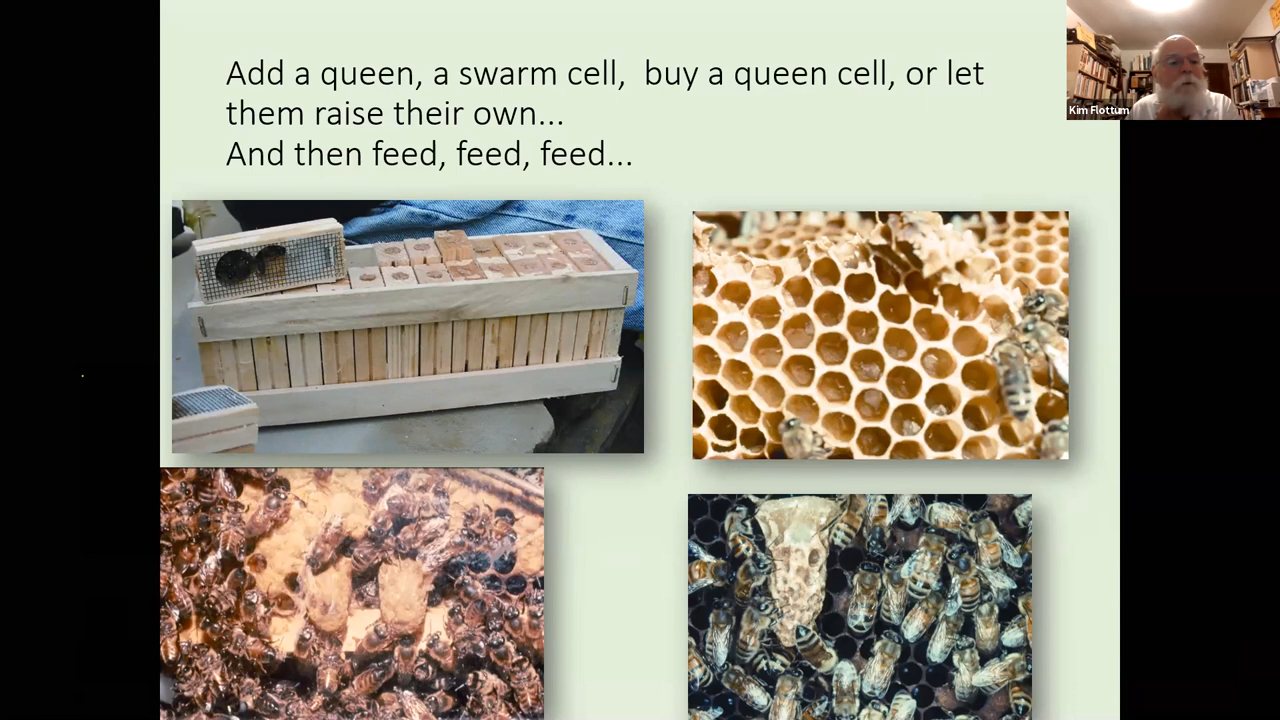 Add a queen, a swarm cell,  buy a queen cell, or let
them raise their own...
And then feed, feed, feed...
Kim Flottum